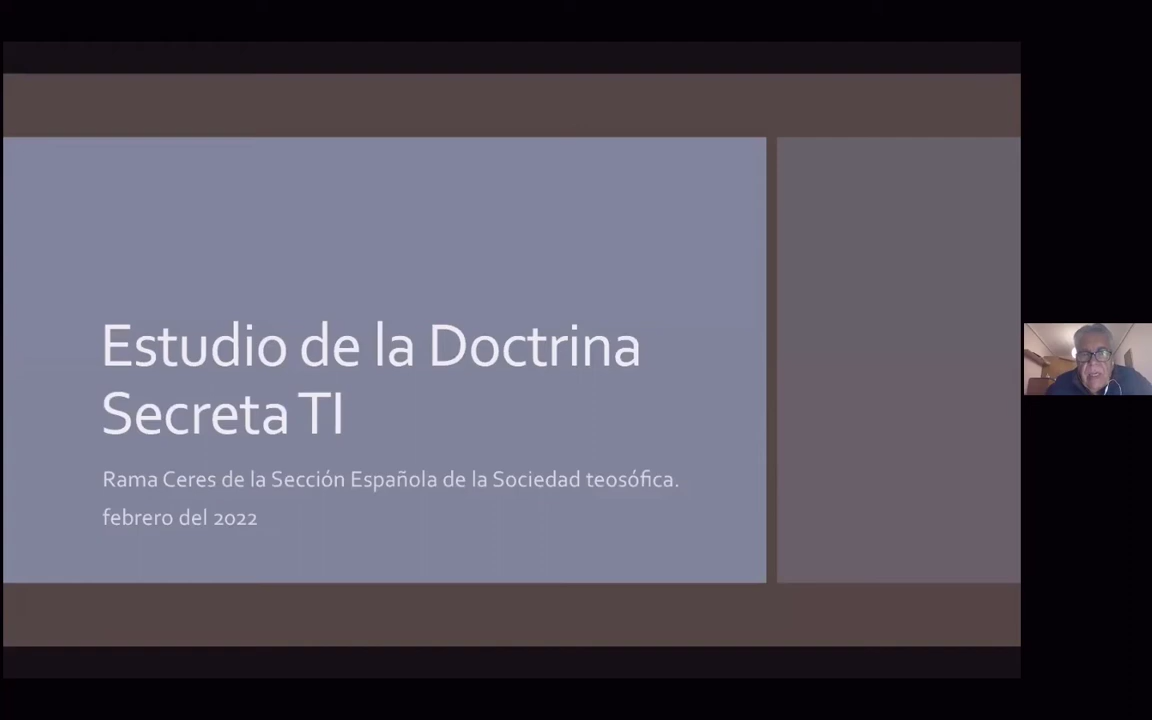 Estudio de la Doctrina
Secreta TI
Rama Ceres de la Sección Española de la Sociedad teosófica.
febrero del 2022